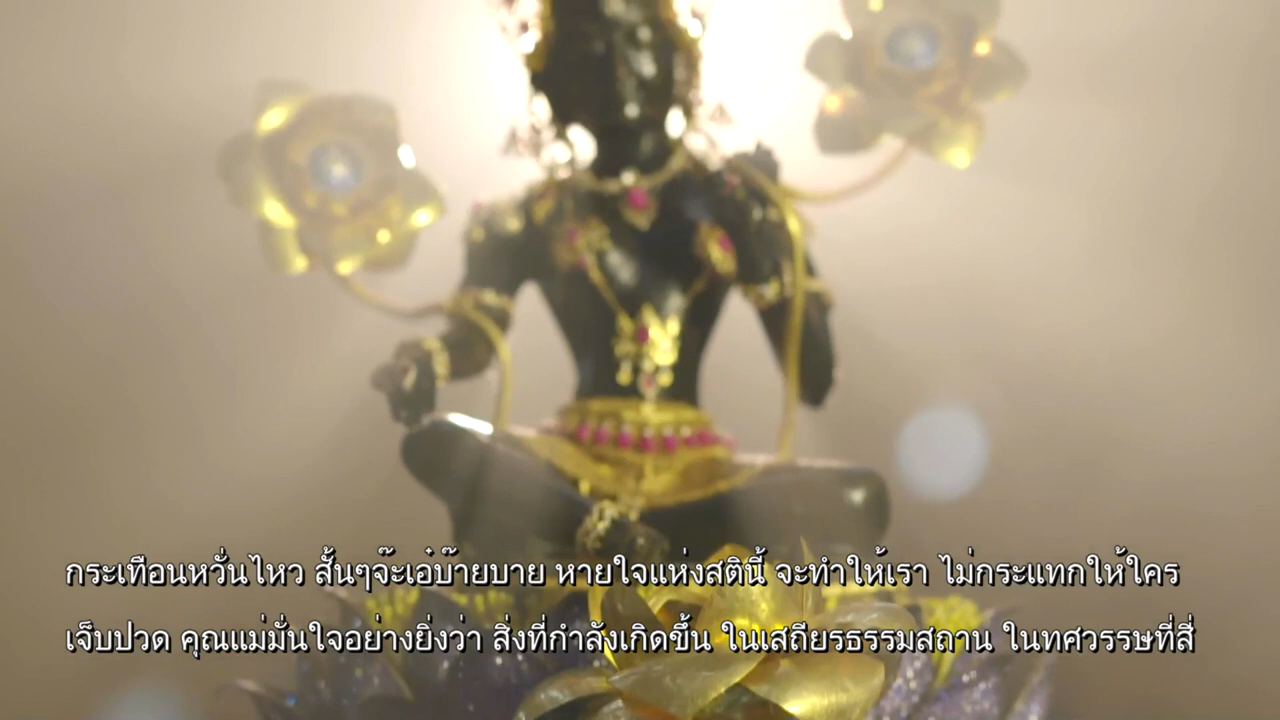 กระเทือนหวั่นไหว สั้นๆจ๊ะเอ๋บ๊ายบาย หายใจแห่งสตินี้ จะทำให้เรา ไม่กระแทกให้ใคร
เจ็บปวด คุณแม่มั่นใจอย่างยิ่งว่า สิ่งที่กำลังเกิดขึ้น ในเสถียรธรรมสถาน ในทศวรรษที่สี่